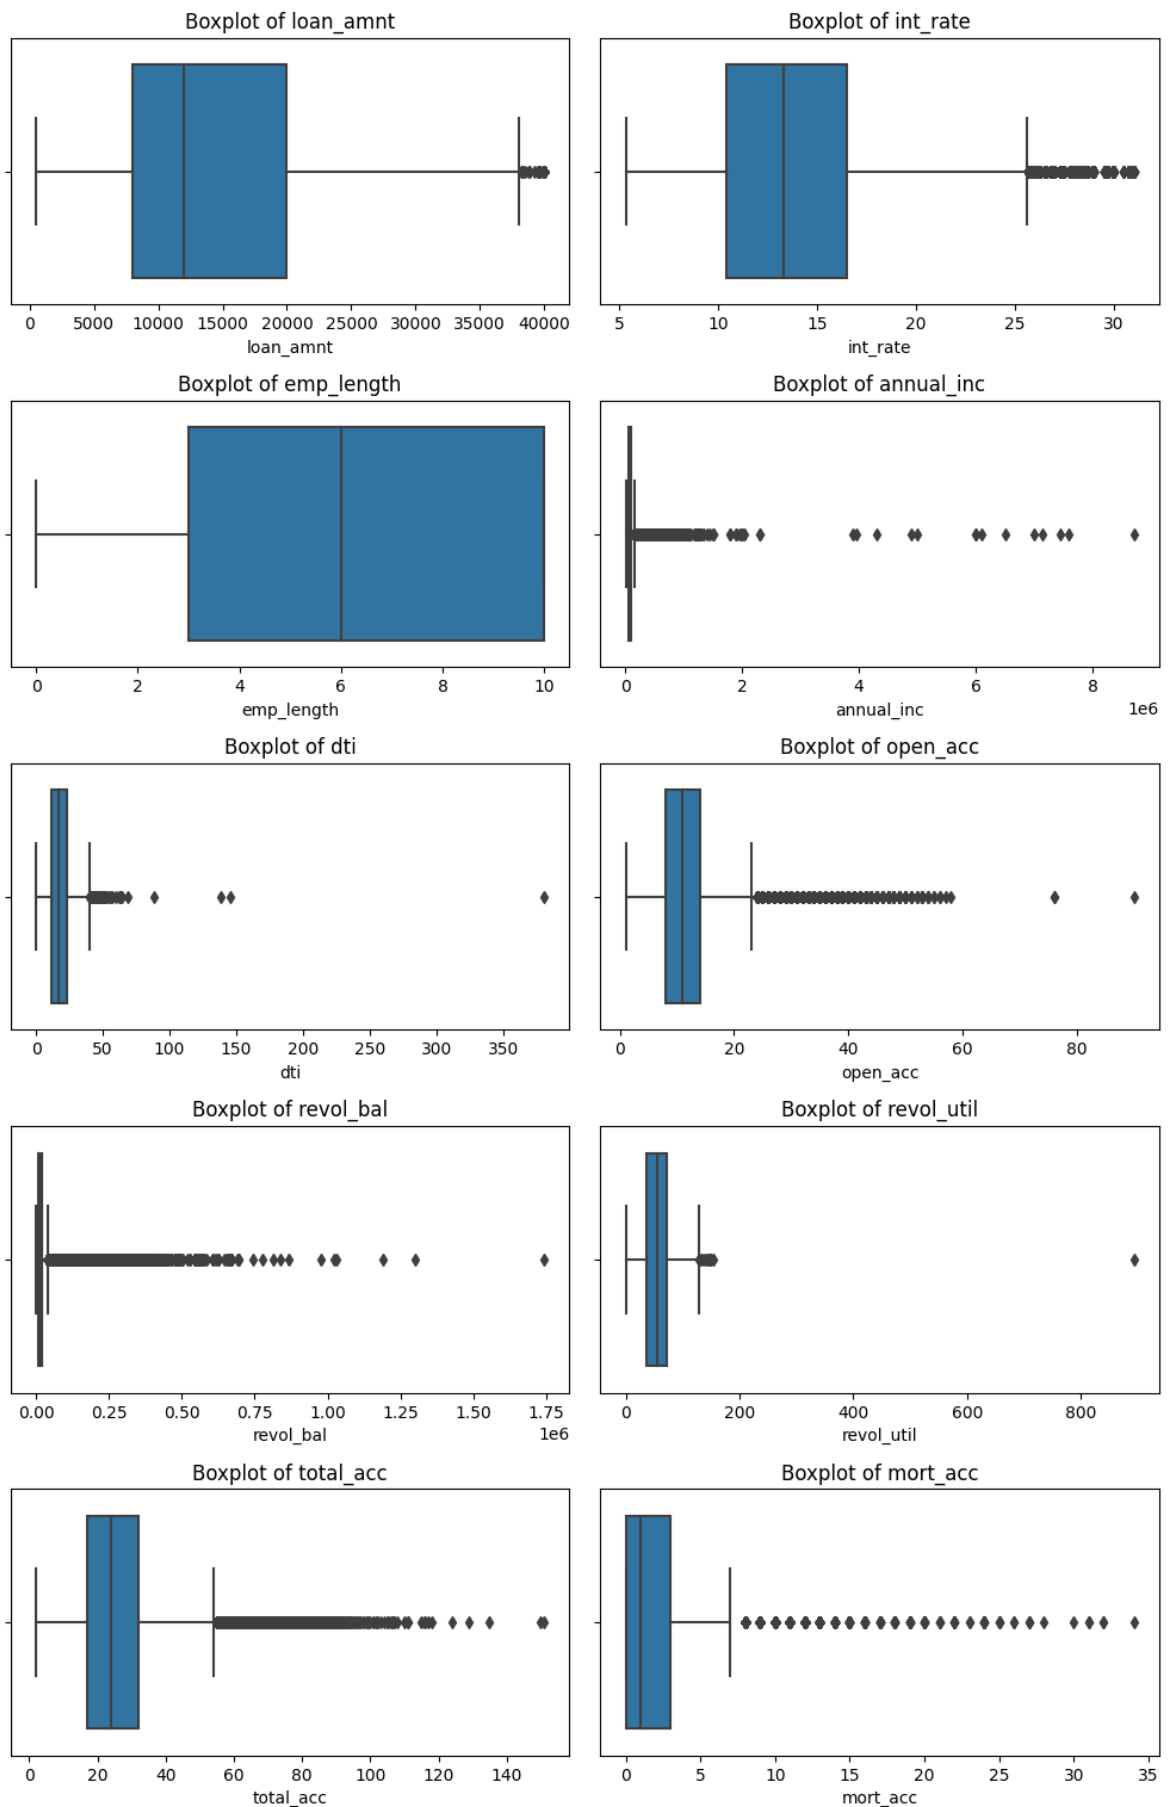 Boxplot of loan_amnt
0 5000 10000 15000 20000 25000 30000 35000 40000
loan_amnt
Boxplot of int_rate
5 10 15 20 25 30
int_rate
Boxplot of emp_length
0 2 4 6 8 10
emp_length
Boxplot of annual_inc
0 2 4 6 8
annual_inc 1e6
Boxplot of dti
0 50 100 150 200 250 300 350
dti
Boxplot of open_acc
0 20 40 60 80
open_acc
Boxplot of revol_bal
0.00 0.25 0.50 0.75 1.00 1.25 1.50 1.75
revol_bal 1e6
Boxplot of revol_util
0 200 400 600 800
revol_util
Boxplot of total_acc
0 20 40 60 80 100 120 140
total_acc
Boxplot of mort_acc
0 5 10 15 20 25 30 35
mort_acc